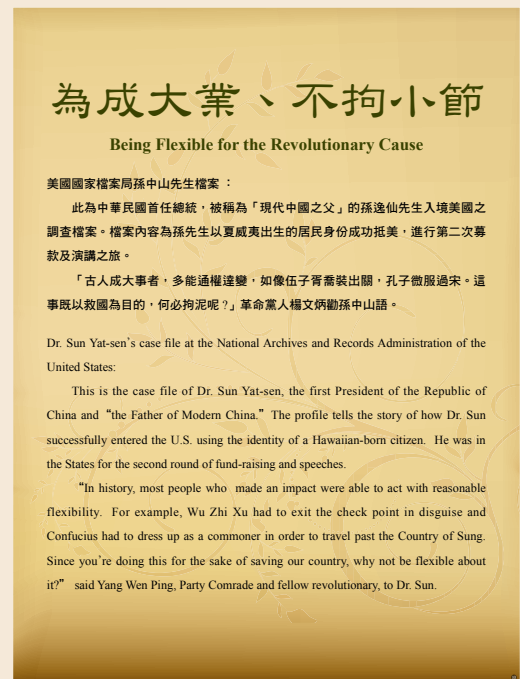 為成大業、不拘小節
Being Flexible for the Revolutionary Cause
美國國家檔案局孫中山先生檔案 :
此為中華民國首任總統，被稱為「現代中國之父」的孫逸仙先生入境美國之
調查檔案。檔案內容為孫先生以夏威夷出生的居民身份成功抵美，進行第二次募
款及演講之旅。
「古人成大事者，多能通權達變，如像伍子胥喬裝出關，孔子微服過宋。這
事既以救國為目的，何必拘泥呢？」革命黨人楊文炳勸孫中山語。
Dr. Sun Yat-sen's case file at the National Archives and Records Administration of the
United States:
This is the case file of Dr. Sun Yat-sen, the first President of the Republic of
China and “the Father of Modern China.” The profile tells the story of how Dr. Sun
successfully entered the U.S. using the identity of a Hawaiian-born citizen. He was in
the States for the second round of fund-raising and speeches.
“In history, most people who made an impact were able to act with reasonable
flexibility. For example, Wu Zhi Xu had to exit the check point in disguise and
Confucius had to dress up as a commoner in order to travel past the Country of Sung.
Since you're doing this for the sake of saving our country, why not be flexible about
it?” said Yang Wen Ping, Party Comrade and fellow revolutionary, to Dr. Sun.